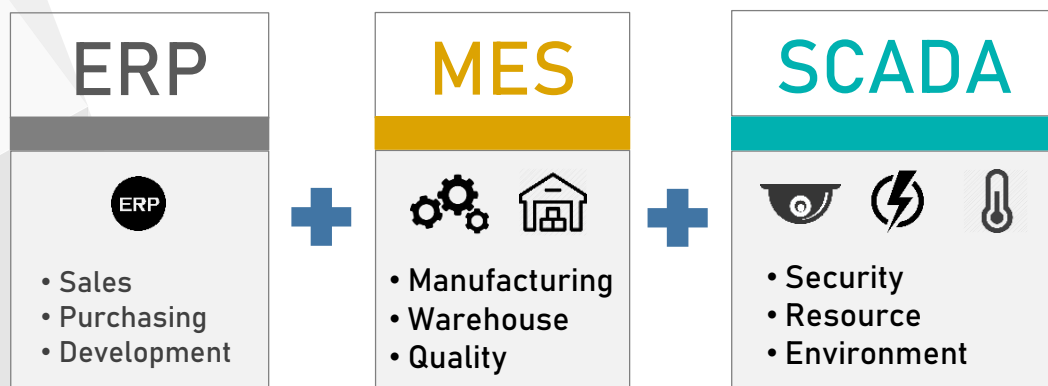 ERP
ERP
• Sales
• Purchasing
• Development
MES
• Manufacturing
• Warehouse
• Quality
SCADA
• Security
• Resource
• Environment